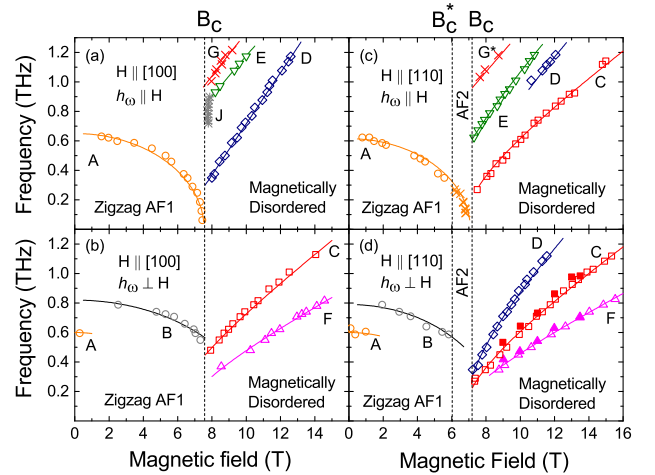 B_C B_C^* B_C
(a) H || [100]
h_ω || H
G E D
J
A
Zigzag AF1
Magnetically
Disordered
Frequency (THz)
0.0 0.2 0.4 0.6 0.8 1.0 1.2
(c) H || [110]
h_ω || H
G*
AF2
D C
E
A
Zigzag AF1
Magnetically
Disordered
(b) H || [100]
h_ω ⊥ H
C
F
B
A
Zigzag AF1
Magnetically
Disordered
Frequency (THz)
0.2 0.4 0.6 0.8 1.0 1.2
0 2 4 6 8 10 12 14
Magnetic field (T)
(d) H || [110]
h_ω ⊥ H
AF2
D C
F
B
A
Zigzag AF1
Magnetically
Disordered
0 2 4 6 8 10 12 14 16
Magnetic Field (T)